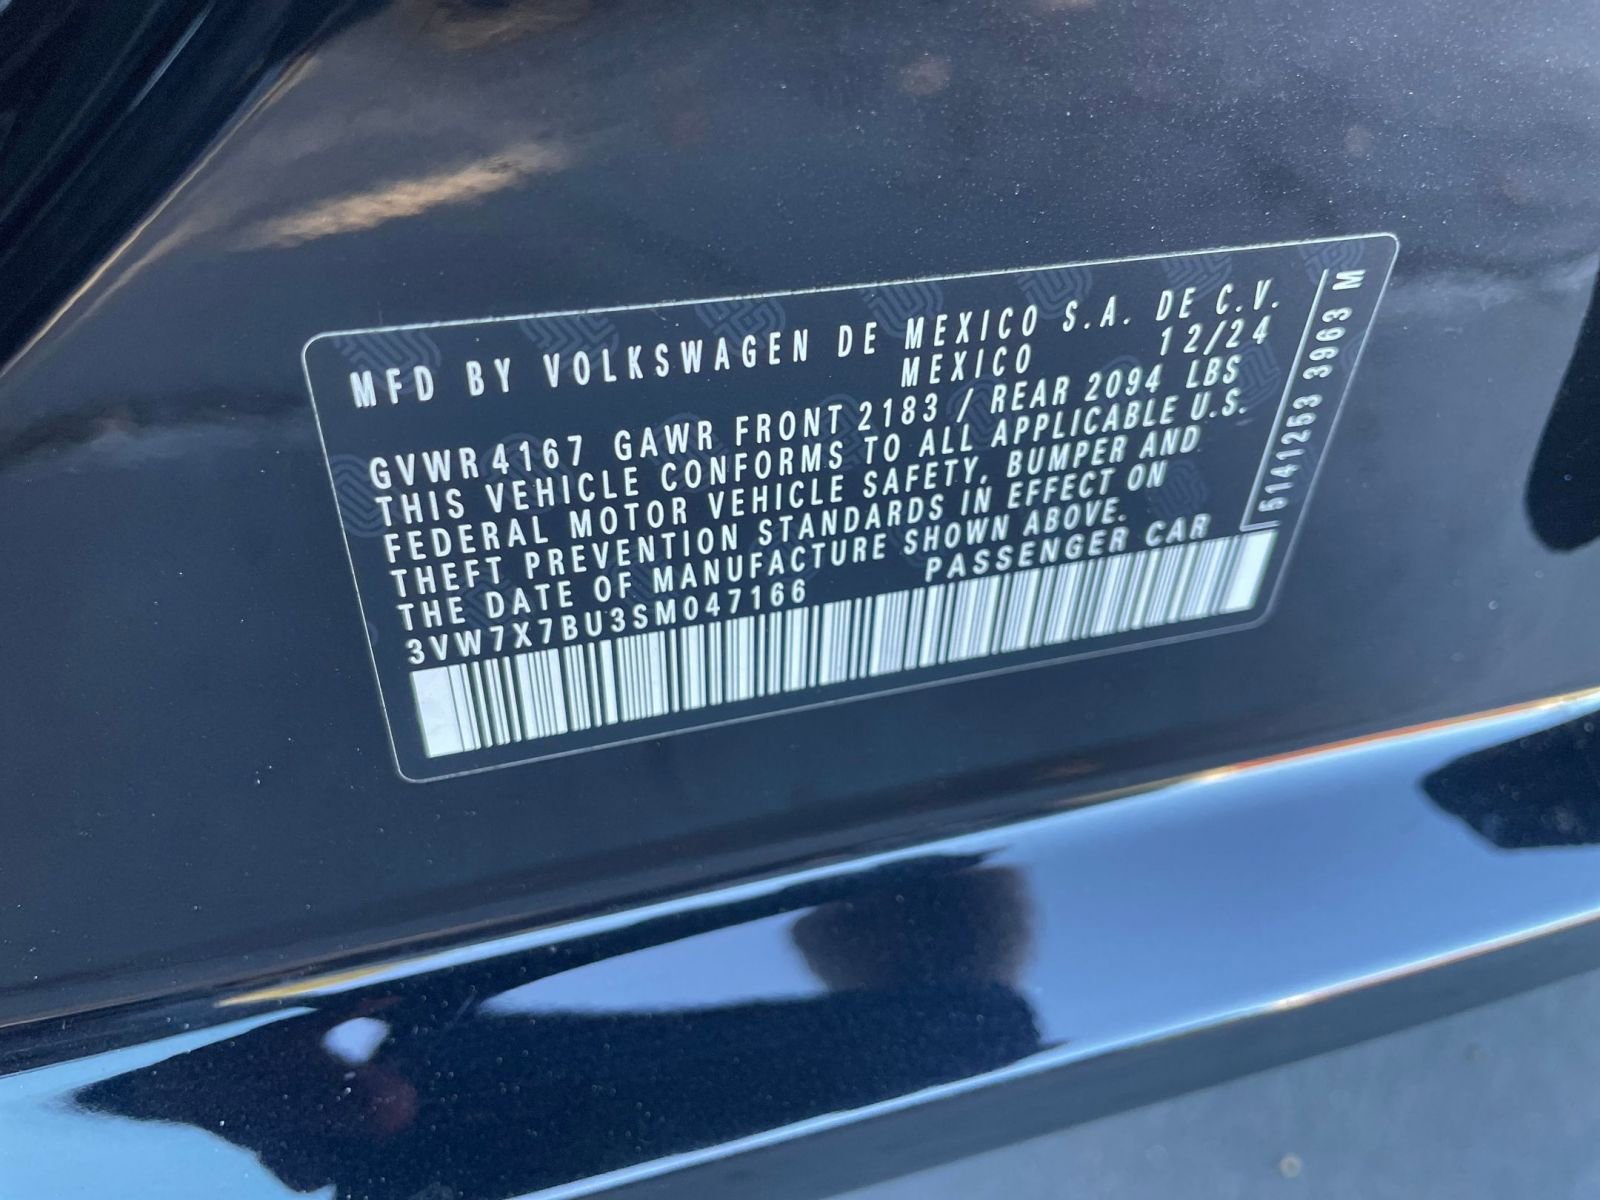 MFD BY VOLKSWAGEN DE MEXICO S.A. DE C.V.
MEXICO 12/24
GVWR 4167 GAWR FRONT 2183 / REAR 2094 LBS
THIS VEHICLE CONFORMS TO ALL APPLICABLE U.S.
FEDERAL MOTOR VEHICLE SAFETY, BUMPER AND
THEFT PREVENTION STANDARDS IN EFFECT ON
THE DATE OF MANUFACTURE SHOWN ABOVE.
3VW7X7BU3SM047166 PASSENGER CAR
5141253 3963 M